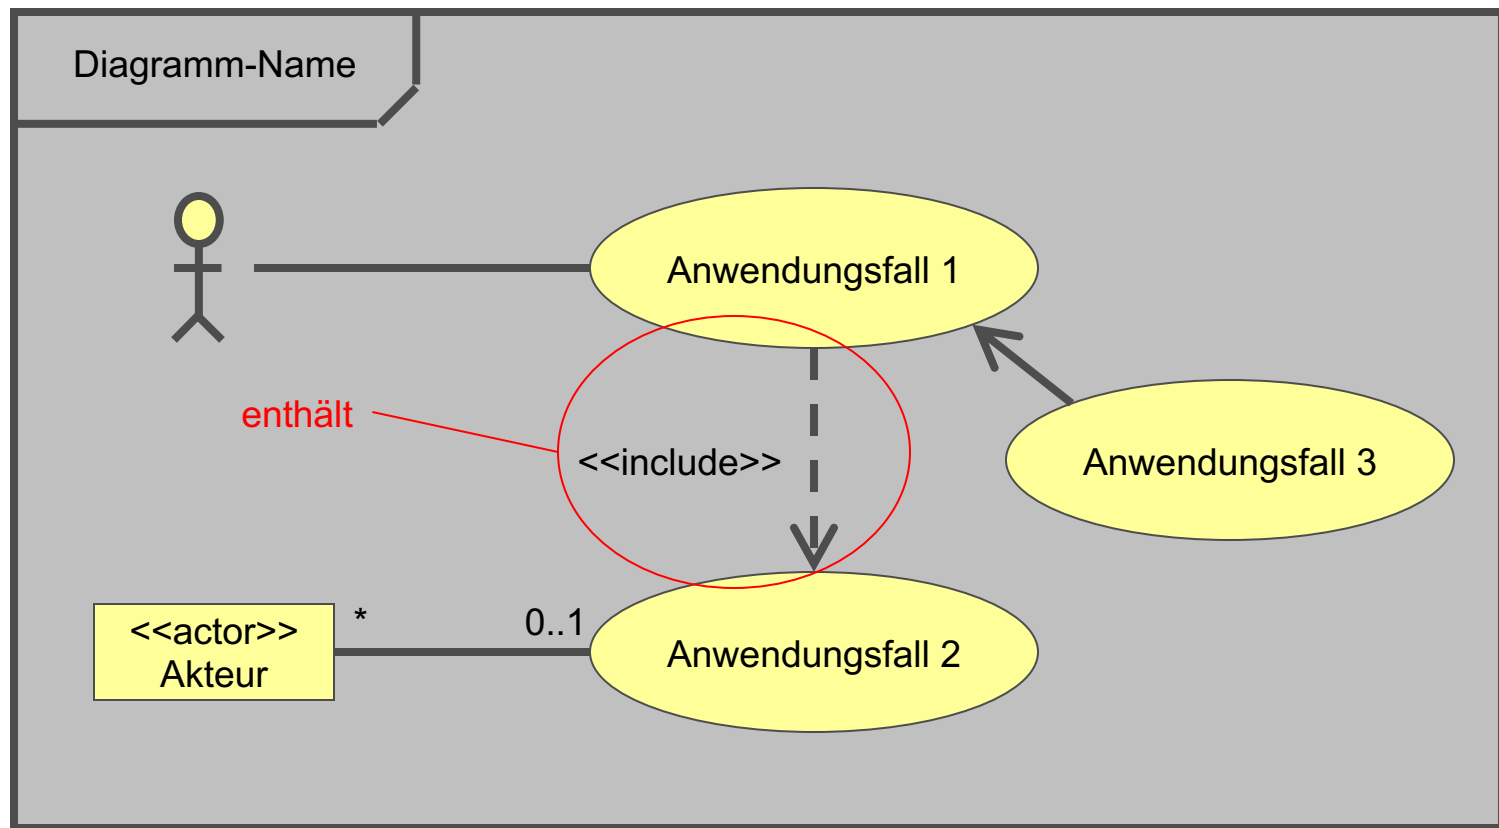 Diagramm-Name
Anwendungsfall 1
enthält
<<include>>
Anwendungsfall 3
<<actor>>
Akteur
*
0..1
Anwendungsfall 2